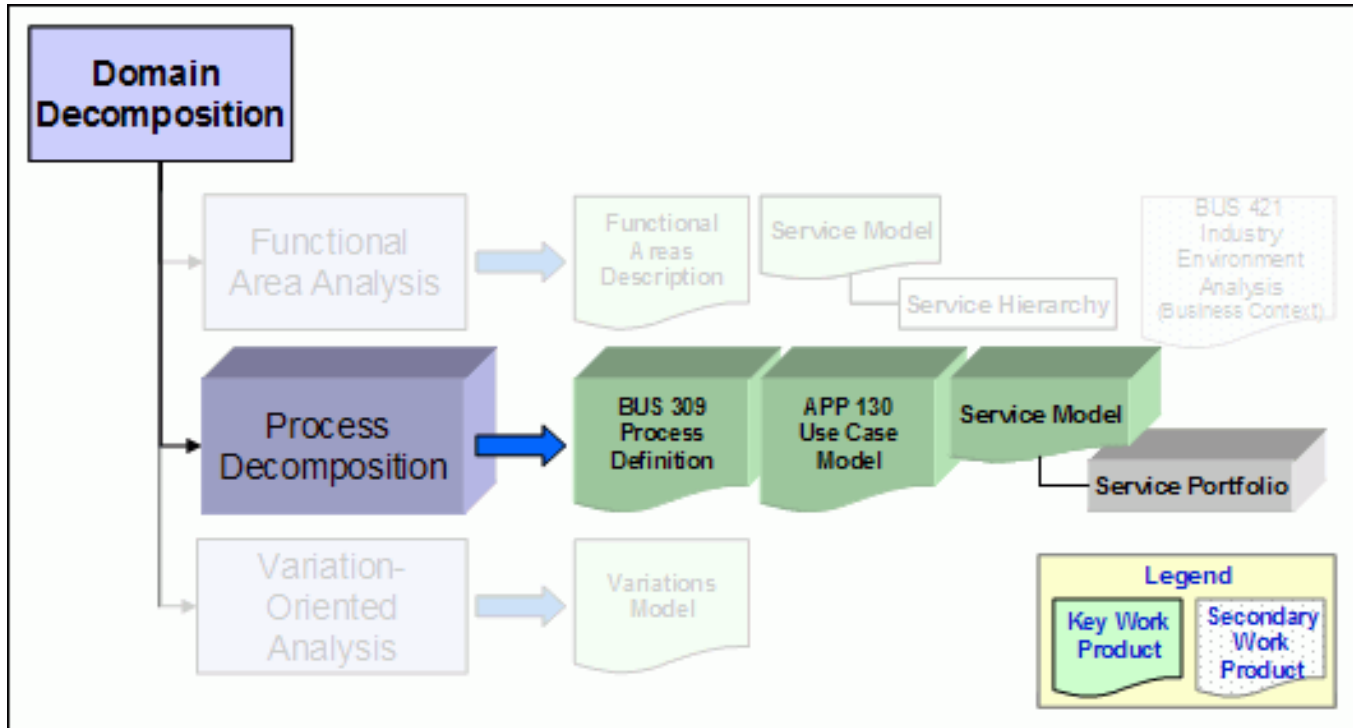 Domain
Decomposition
Functional
Area Analysis
Functional
Areas
Description
Service Model
Service Hierarchy
BUS 421
Industry
Environment
Analysis
(Business Context)
Process
Decomposition
BUS 309
Process
Definition
APP 130
Use Case
Model
Service Model
Service Portfolio
Variation-
Oriented
Analysis
Variations
Model
Legend
Key Work
Product
Secondary
Work
Product